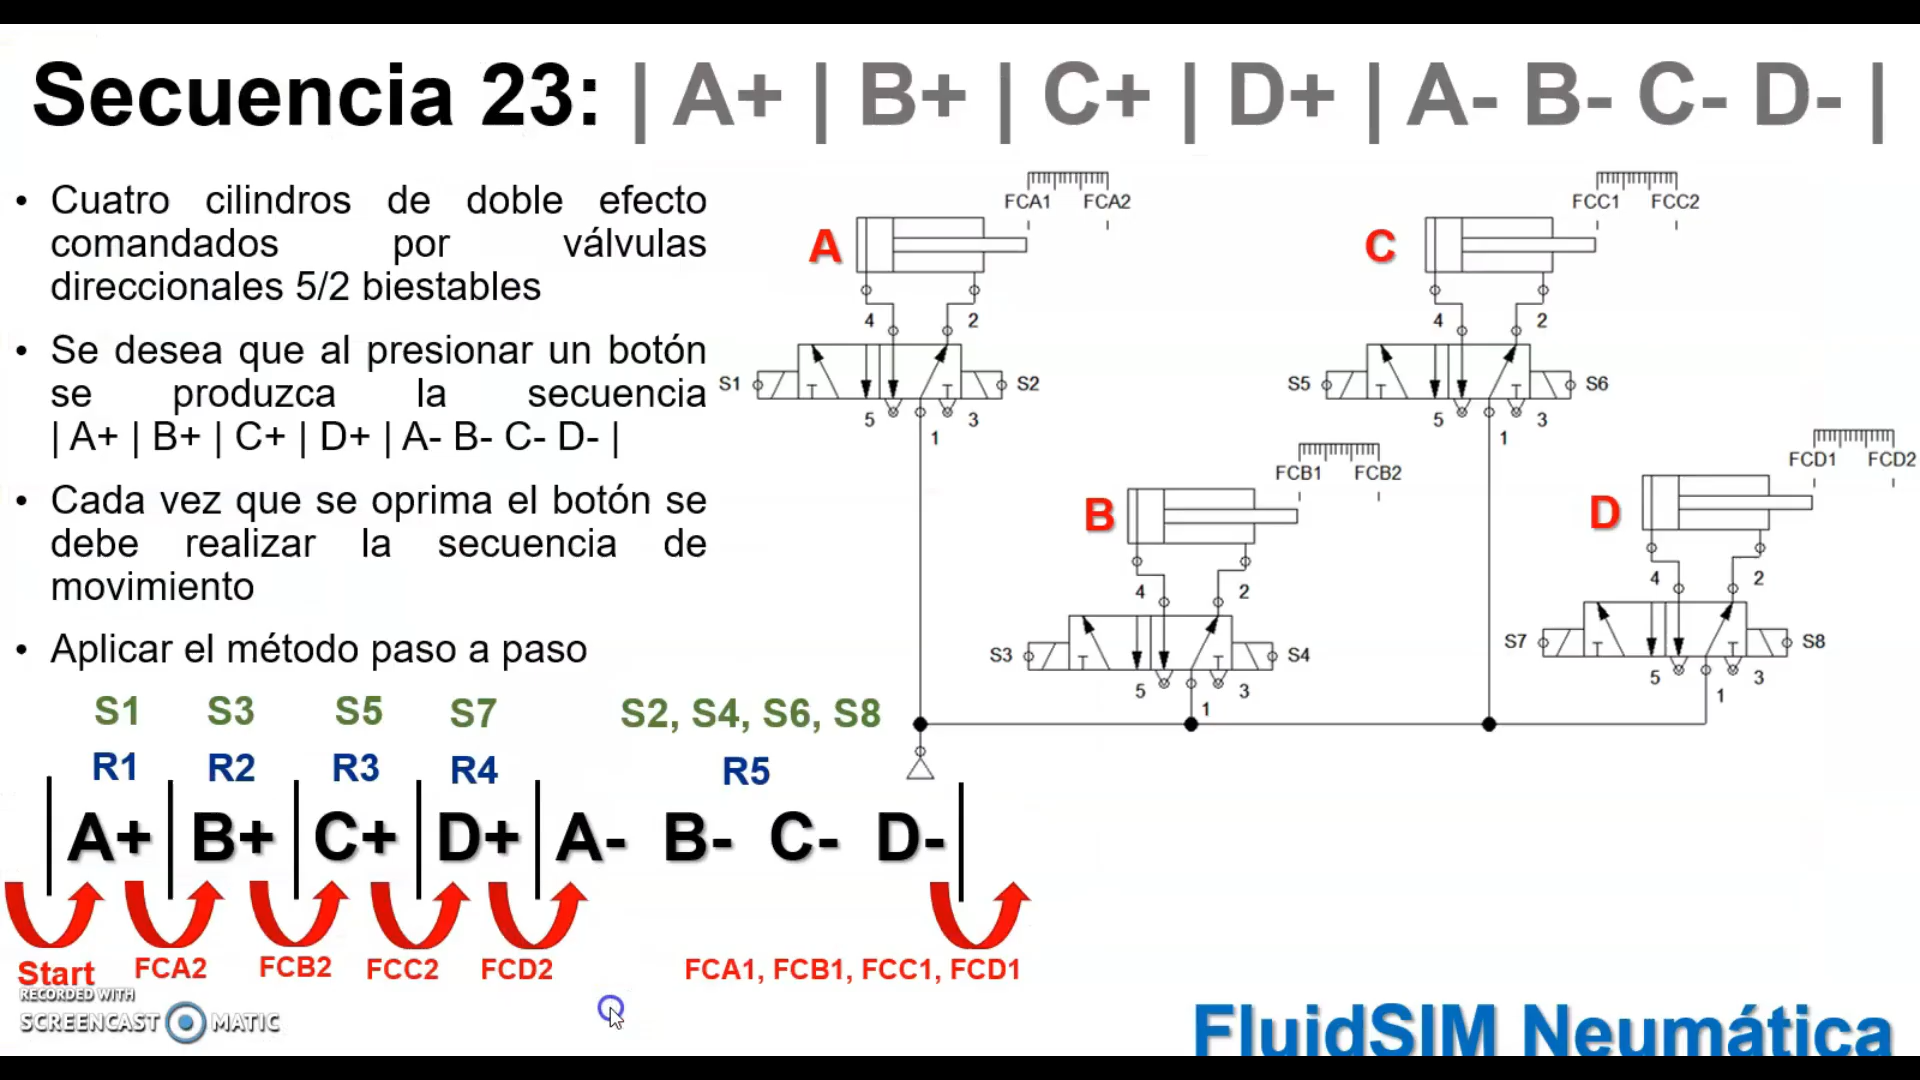 Secuencia 23: | A+ | B+ | C+ | D+ | A- B- C- D- |
• Cuatro cilindros de doble efecto
comandados por válvulas
direccionales 5/2 biestables
• Se desea que al presionar un botón
se produzca la secuencia
| A+ | B+ | C+ | D+ | A- B- C- D- |
• Cada vez que se oprima el botón se
debe realizar la secuencia de
movimiento
• Aplicar el método paso a paso
FCA1 FCA2
A
4 2
S1 S2
5 3
1
FCC1 FCC2
C
4 2
S5 S6
5 3
1
FCB1 FCB2
B
4 2
S3 S4
5 3
1
FCD1 FCD2
D
4 2
S7 S8
5 3
1
S1 S3 S5 S7 S2, S4, S6, S8
R1 R2 R3 R4 R5
| A+ | B+ | C+ | D+ | A- B- C- D- |
Start FCA2 FCB2 FCC2 FCD2 FCA1, FCB1, FCC1, FCD1
RECORDED WITH
SCREENCAST MATIC
FluidSIM Neumática